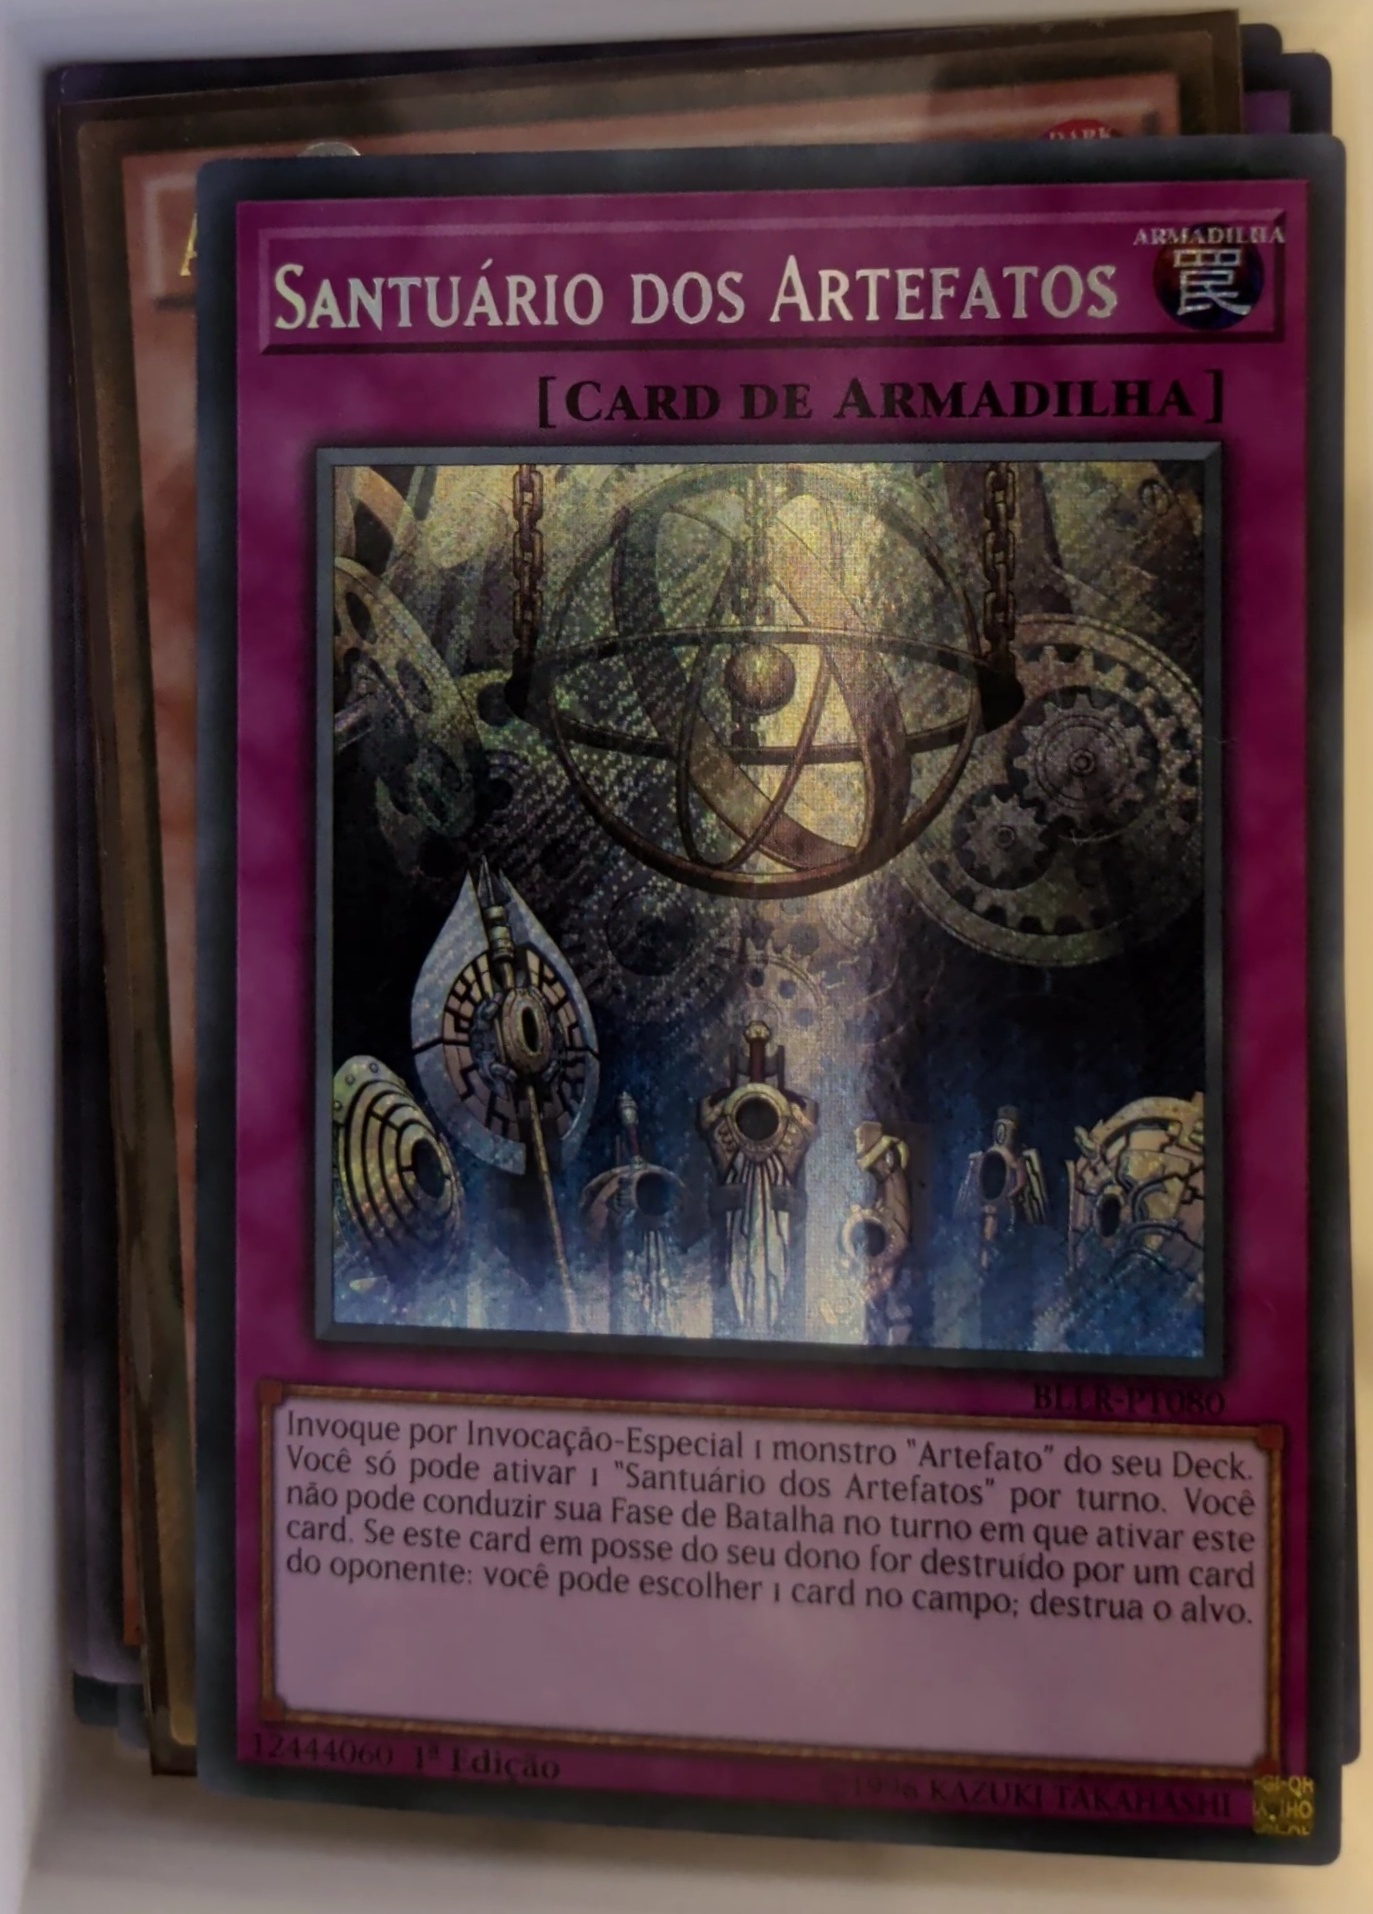 DARK
ARMADILHA
SANTUÁRIO DOS ARTEFATOS
罠
[CARD DE ARMADILHA]
BLLR-PT080
Invoque por Invocação-Especial 1 monstro "Artefato" do seu Deck.
Você só pode ativar 1 "Santuário dos Artefatos" por turno. Você
não pode conduzir sua Fase de Batalha no turno em que ativar este
card. Se este card em posse do seu dono for destruído por um card
do oponente: você pode escolher 1 card no campo; destrua o alvo.
12444060 1ª Edição
©1996 KAZUKI TAKAHASHI